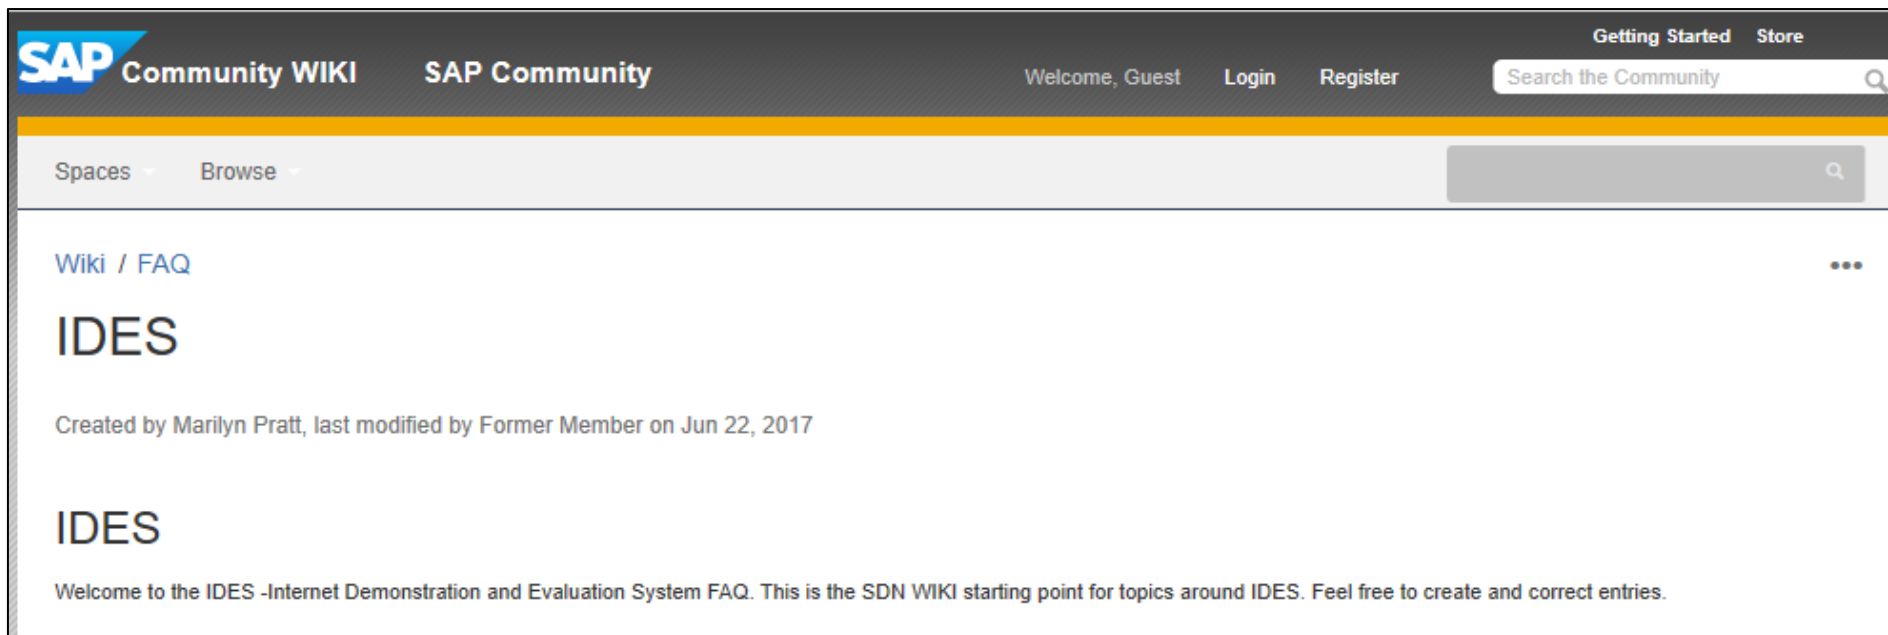 Getting Started Store
SAP Community WIKI SAP Community Welcome, Guest Login Register Search the Community
Spaces Browse
Wiki / FAQ
IDES
Created by Marilyn Pratt, last modified by Former Member on Jun 22, 2017
IDES
Welcome to the IDES -Internet Demonstration and Evaluation System FAQ. This is the SDN WIKI starting point for topics around IDES. Feel free to create and correct entries.